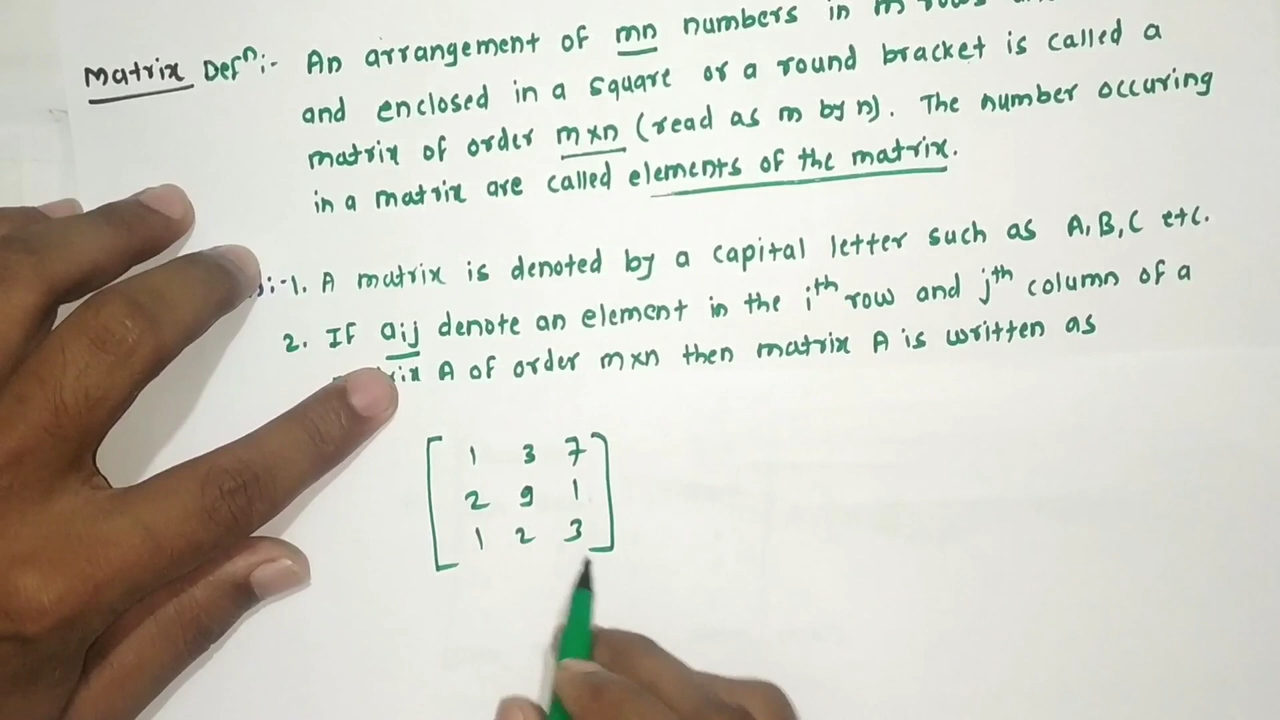 Matrix Defⁿ:- An arrangement of mn numbers in m rows
and enclosed in a square or a round bracket is called a
matrix of order m×n (read as m by n). The number occuring
in a matrix are called elements of the matrix.
:-1. A matrix is denoted by a capital letter such as A, B, C etc.
2. If aij denote an element in the ith row and jth column of a
A of order m×n then matrix A is written as
1 3 7
2 9 1
1 2 3